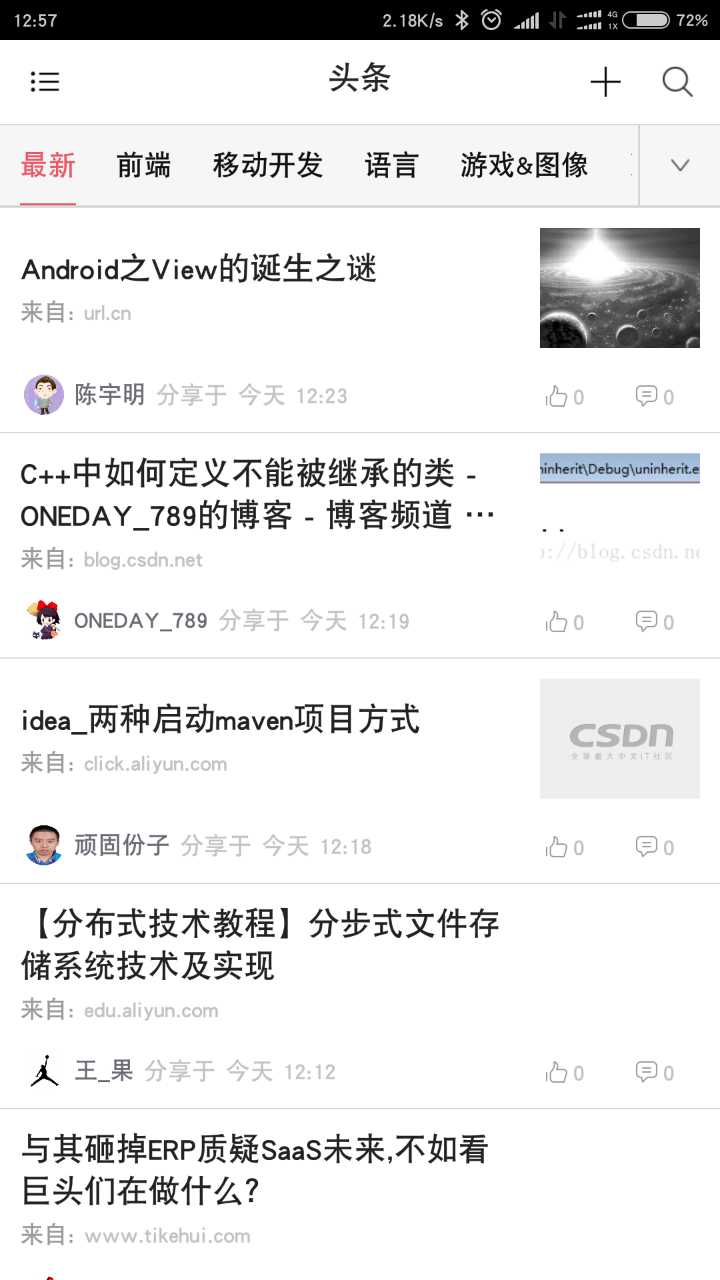 12:57
2.18K/s
4G
1X
72%
头条
最新 前端 移动开发 语言 游戏&图像
Android之View的诞生之谜
来自: url.cn
陈宇明 分享于 今天 12:23
0
0
C++中如何定义不能被继承的类 -
ONEDAY_789的博客 - 博客频道 ...
来自: blog.csdn.net
ninherit\Debug\uninherit.e
://blog.csdn.ne
ONEDAY_789 分享于 今天 12:19
0
0
idea_两种启动maven项目方式
来自: click.aliyun.com
CSDN
全球最大中文IT社区
顽固份子 分享于 今天 12:18
0
0
【分布式技术教程】分步式文件存
储系统技术及实现
来自: edu.aliyun.com
王_果 分享于 今天 12:12
0
0
与其砸掉ERP质疑SaaS未来,不如看
巨头们在做什么?
来自: www.tikehui.com